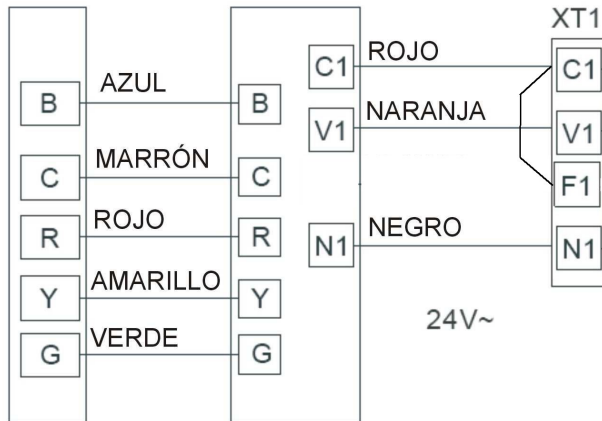 XT1
C1 ROJO C1
AZUL
B B
V1 NARANJA V1
MARRÓN
C C F1
ROJO
R R
N1 NEGRO N1
AMARILLO
Y Y
24V~
VERDE
G G